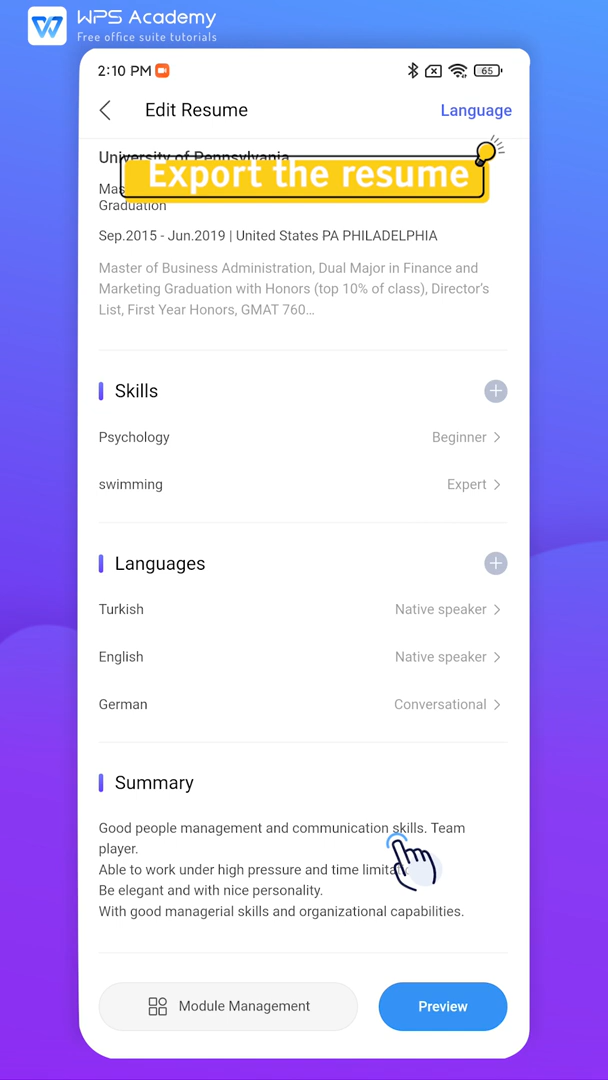 WPS Academy
Free office suite tutorials
2:10 PM
65
Edit Resume
Language
University of Pennsylvania
Export the resume
Graduation
Sep.2015 - Jun.2019 | United States PA PHILADELPHIA
Master of Business Administration, Dual Major in Finance and
Marketing Graduation with Honors (top 10% of class), Director's
List, First Year Honors, GMAT 760...
Skills
Psychology
Beginner
swimming
Expert
Languages
Turkish
Native speaker
English
Native speaker
German
Conversational
Summary
Good people management and communication skills. Team
player.
Able to work under high pressure and time
Be elegant and with nice personality.
With good managerial skills and organizational capabilities.
Module Management
Preview